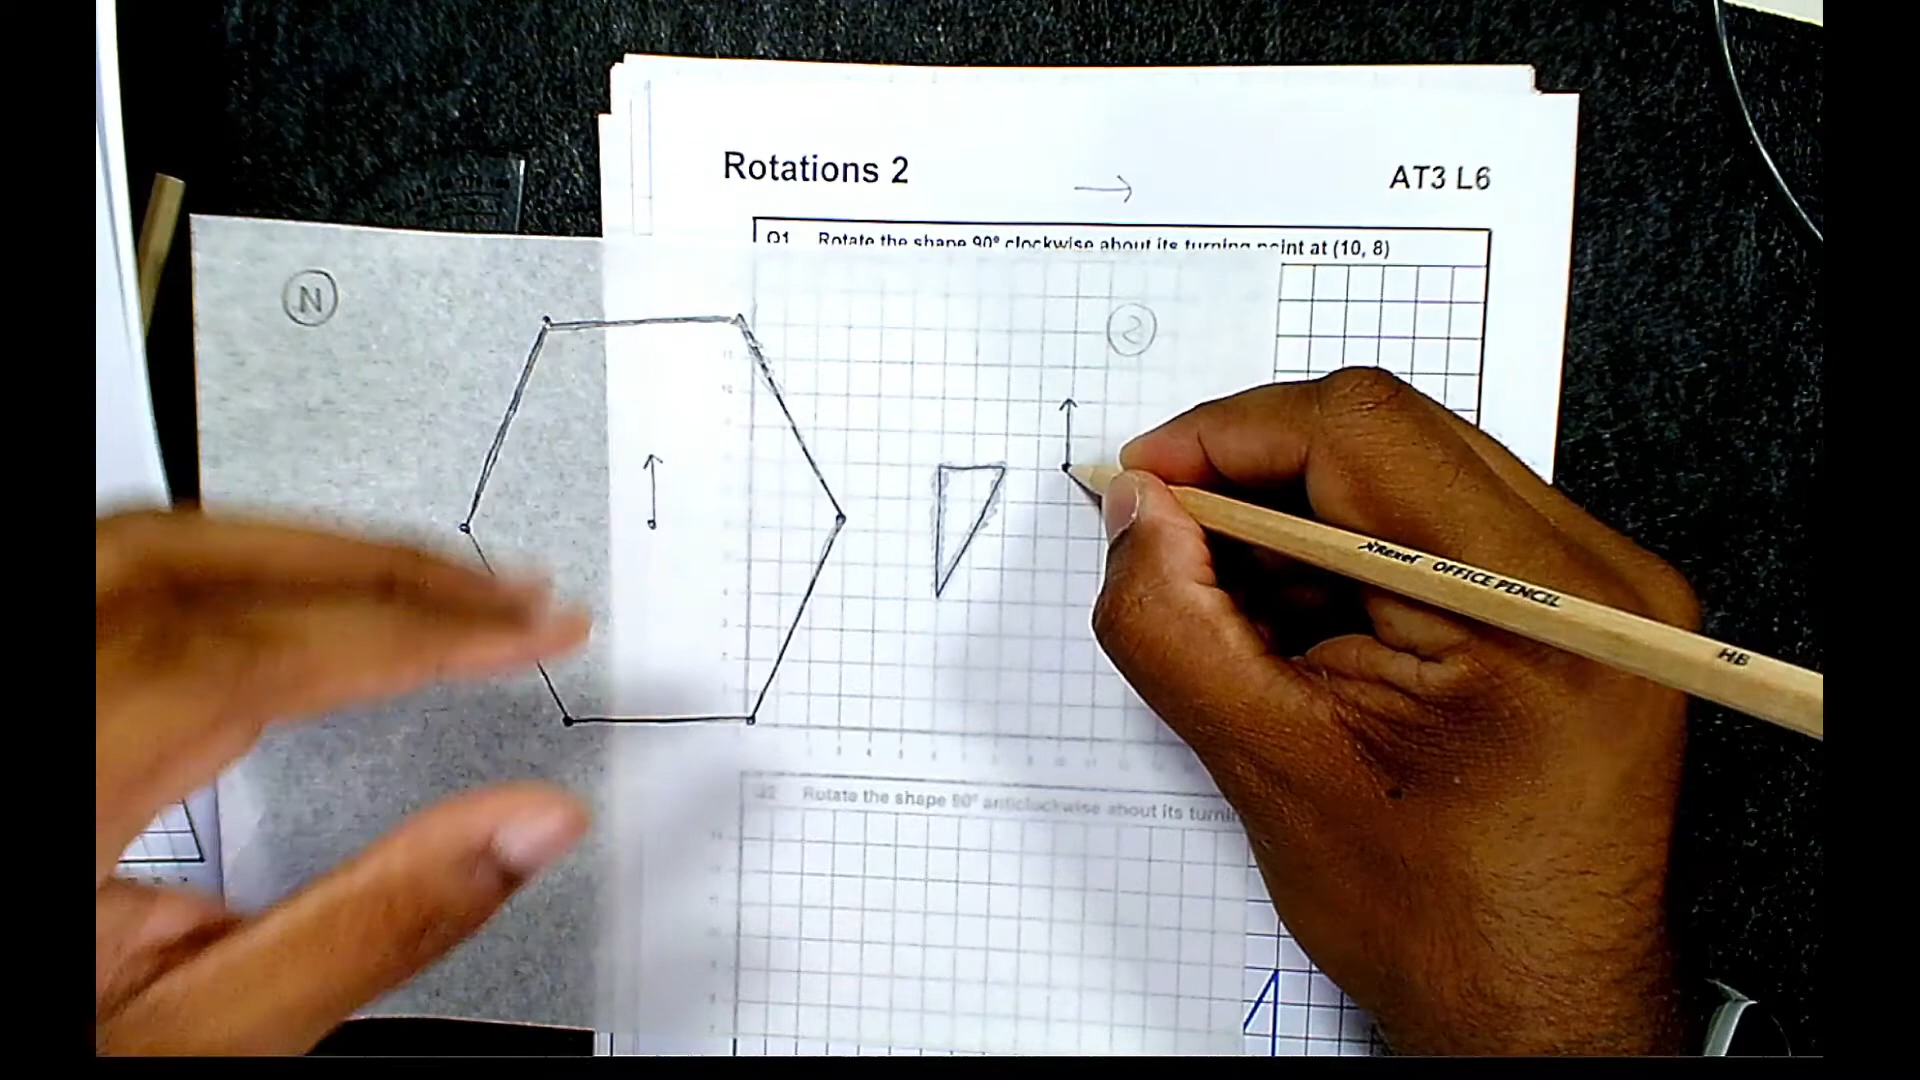 Rotations 2
AT3 L6
Q1 Rotate the shape 90° clockwise about its turning point at (10, 8)
N
2
Q2 Rotate the shape 90° anticlockwise about its
Rexel OFFICE PENCIL
HB